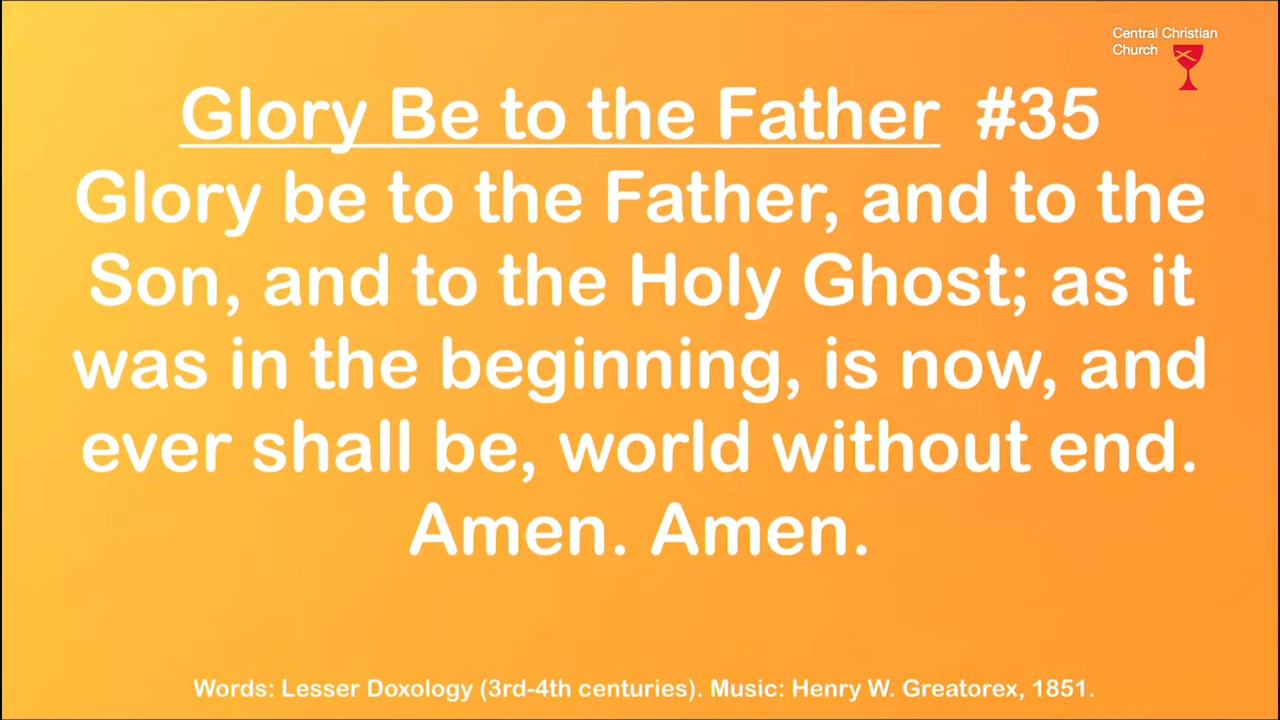 Central Christian
Church
Glory Be to the Father #35
Glory be to the Father, and to the
Son, and to the Holy Ghost; as it
was in the beginning, is now, and
ever shall be, world without end.
Amen. Amen.
Words: Lesser Doxology (3rd-4th centuries). Music: Henry W. Greatorex, 1851.